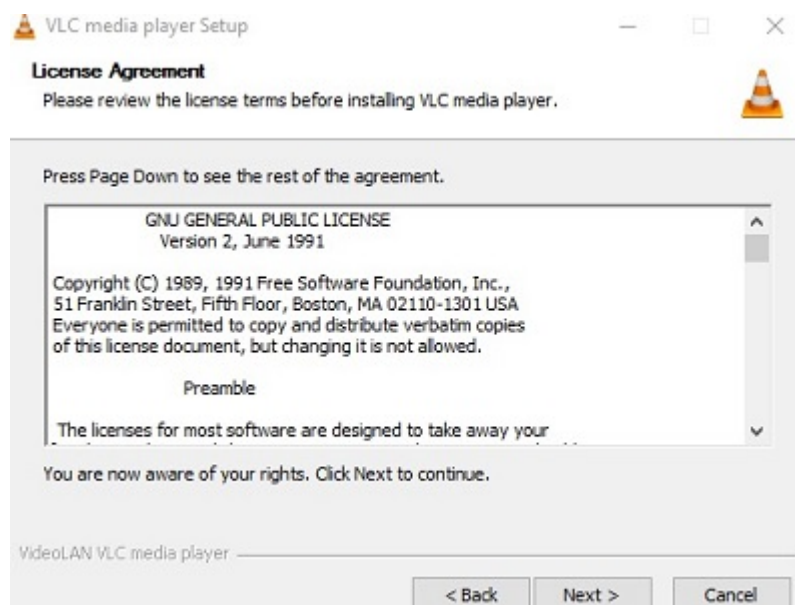 VLC media player Setup
License Agreement
Please review the license terms before installing VLC media player.
Press Page Down to see the rest of the agreement.
GNU GENERAL PUBLIC LICENSE
Version 2, June 1991
Copyright (C) 1989, 1991 Free Software Foundation, Inc.,
51 Franklin Street, Fifth Floor, Boston, MA 02110-1301 USA
Everyone is permitted to copy and distribute verbatim copies
of this license document, but changing it is not allowed.
Preamble
The licenses for most software are designed to take away your
You are now aware of your rights. Click Next to continue.
VideoLAN VLC media player
< Back Next > Cancel